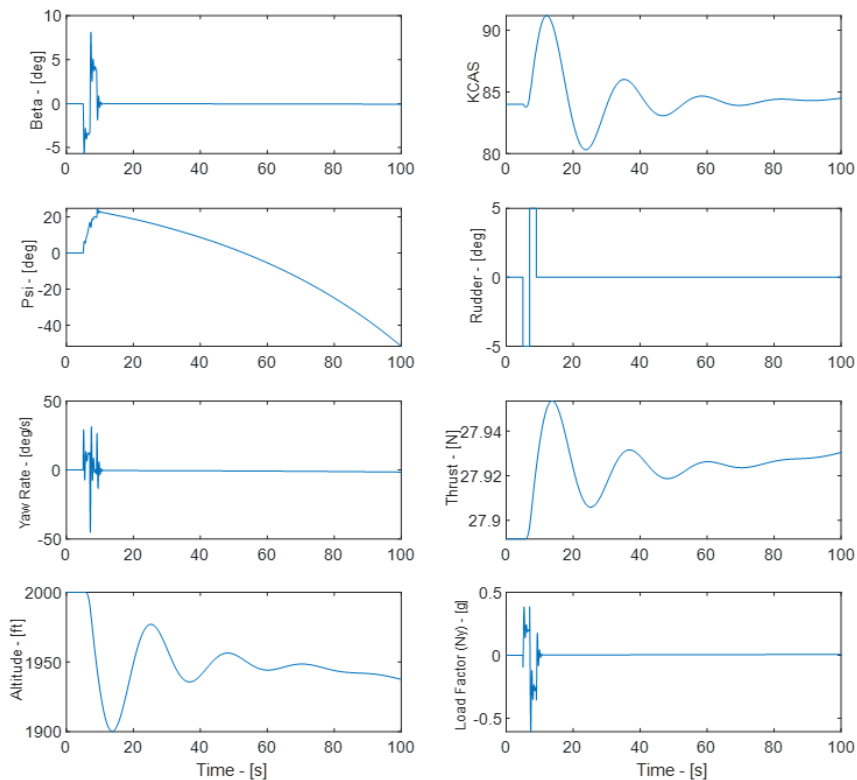 10
5
0
-5
Beta - [deg]
0 20 40 60 80 100
90
85
80
KCAS
0 20 40 60 80 100
20
0
-20
-40
Psi - [deg]
0 20 40 60 80 100
5
0
-5
Rudder - [deg]
0 20 40 60 80 100
50
0
-50
Yaw Rate - [deg/s]
0 20 40 60 80 100
27.94
27.92
27.9
Thrust - [N]
0 20 40 60 80 100
2000
1950
1900
Altitude - [ft]
0 20 40 60 80 100
Time - [s]
0.5
0
-0.5
Load Factor (Ny) - [g]
0 20 40 60 80 100
Time - [s]